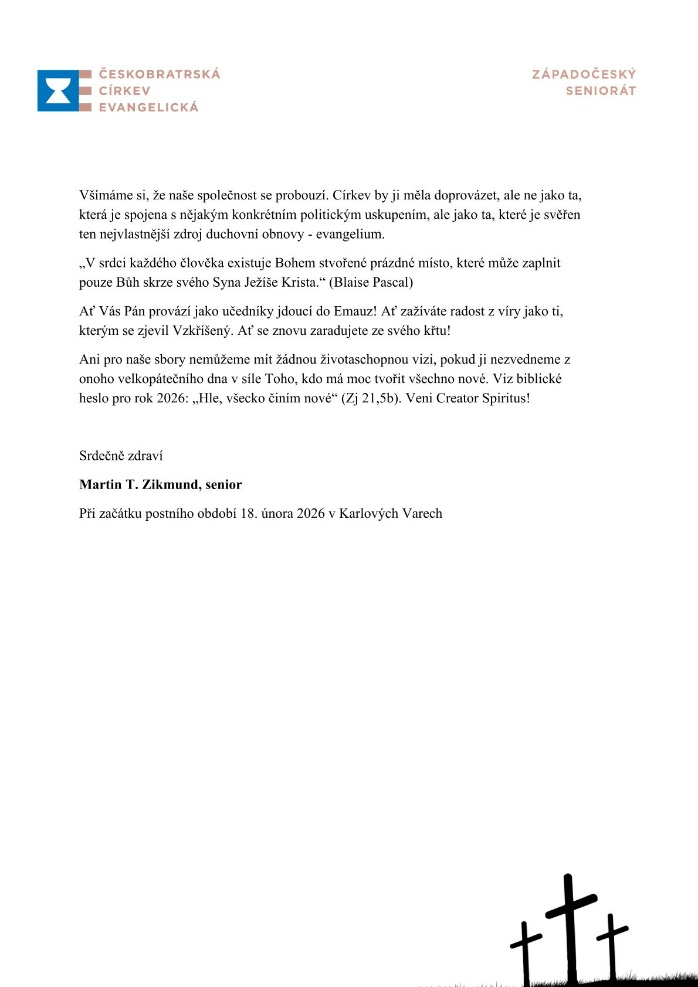 ČESKOBRATRSKÁ
CÍRKEV
EVANGELICKÁ
ZÁPADOČESKÝ
SENIORÁT
Všímáme si, že naše společnost se probouzí. Církev by ji měla doprovázet, ale ne jako ta,
která je spojena s nějakým konkrétním politickým uskupením, ale jako ta, které je svěřen
ten nejvlastnější zdroj duchovní obnovy - evangelium.
„V srdci každého člověka existuje Bohem stvořené prázdné místo, které může zaplnit
pouze Bůh skrze svého Syna Ježíše Krista.“ (Blaise Pascal)
Ať Vás Pán provází jako učedníky jdoucí do Emauz! Ať zažíváte radost z víry jako ti,
kterým se zjevil Vzkříšený. Ať se znovu zaradujete ze svého křtu!
Ani pro naše sbory nemůžeme mít žádnou životaschopnou vizi, pokud ji nezvedneme z
onoho velkopátečního dna v síle Toho, kdo má moc tvořit všechno nové. Viz biblické
heslo pro rok 2026: „Hle, všecko činím nové“ (Zj 21,5b). Veni Creator Spiritus!
Srdečně zdraví
Martin T. Zikmund, senior
Při začátku postního období 18. února 2026 v Karlových Varech